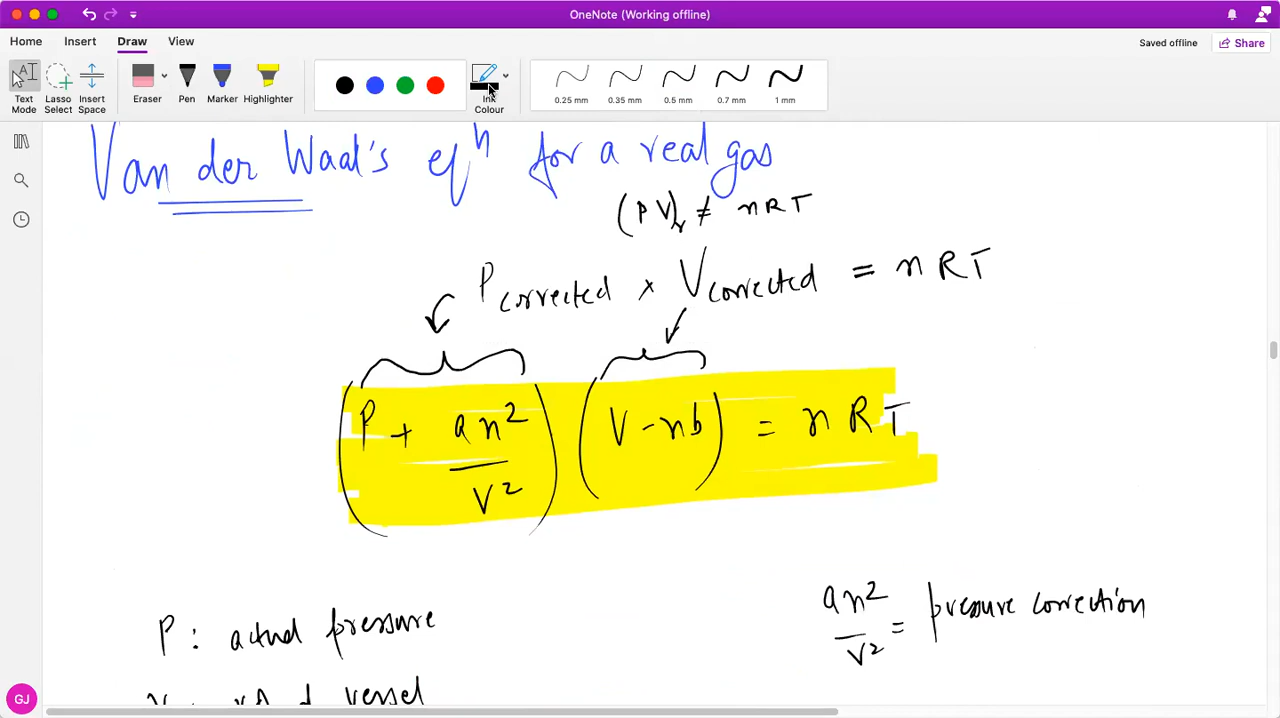 OneNote (Working offline)
Home Insert Draw View
Saved offline Share
Text Mode
Lasso Select
Insert Space
Eraser
Pen
Marker
Highlighter
Ink Colour
0.25 mm 0.35 mm 0.5 mm 0.7 mm 1 mm
Van der Waal's eqⁿ for a real gas
(PV)ᵣ ≠ nRT
P corrected × V corrected = nRT
(P + an²/V²) (V - nb) = nRT
an²/V² = pressure correction
P : actual pressure
vessel
GJ